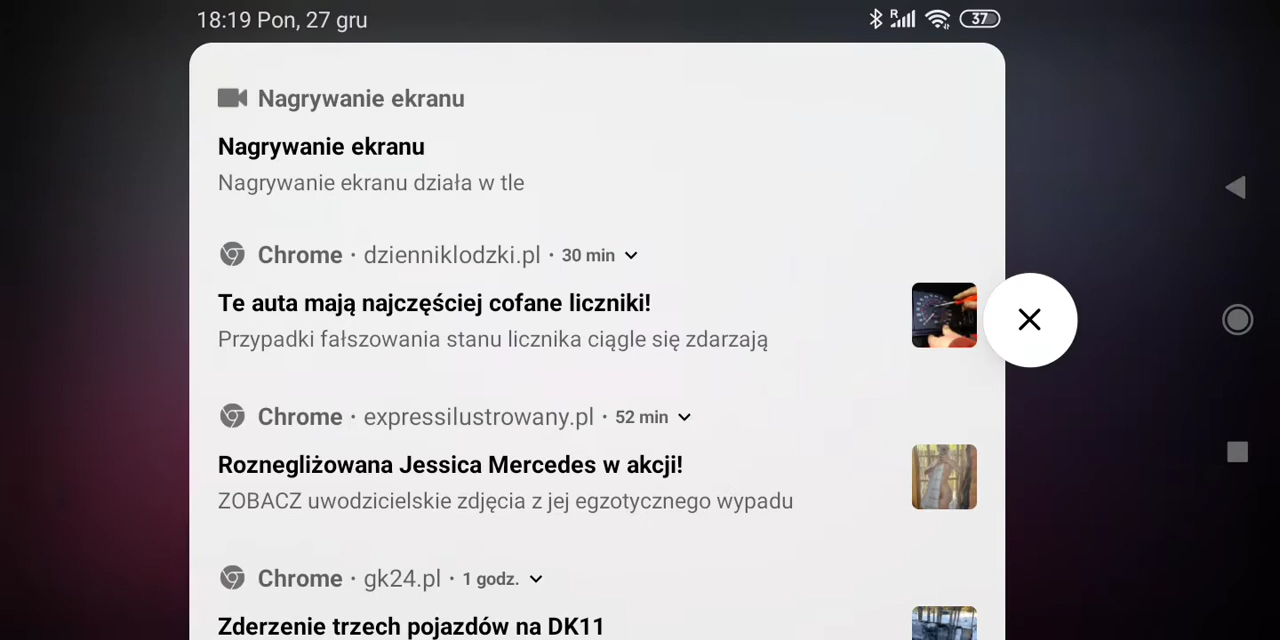 18:19 Pon, 27 gru
R
37
Nagrywanie ekranu
Nagrywanie ekranu
Nagrywanie ekranu działa w tle
Chrome · dzienniklodzki.pl · 30 min
Te auta mają najczęściej cofane liczniki!
Przypadki fałszowania stanu licznika ciągle się zdarzają
Chrome · expressilustrowany.pl · 52 min
Roznegliżowana Jessica Mercedes w akcji!
ZOBACZ uwodzicielskie zdjęcia z jej egzotycznego wypadu
Chrome · gk24.pl · 1 godz.
Zderzenie trzech pojazdów na DK11